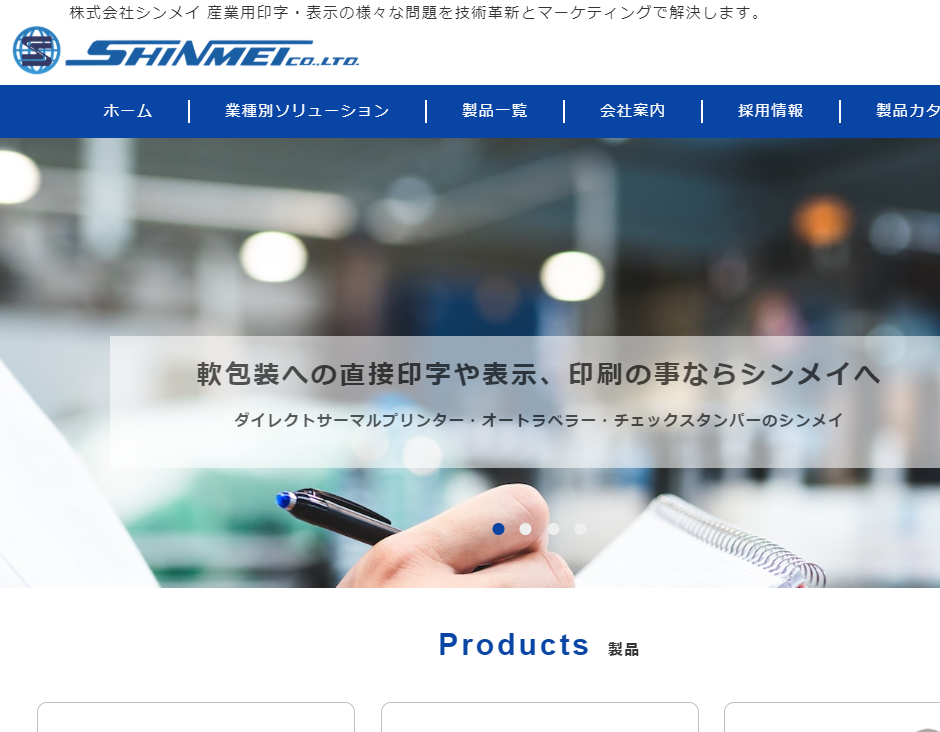 株式会社シンメイ 産業用印字・表示の様々な問題を技術革新とマーケティングで解決します。
SHINMEI CO.,LTD.
ホーム
業種別ソリューション
製品一覧
会社案内
採用情報
製品カタ
軟包装への直接印字や表示、印刷の事ならシンメイへ
ダイレクトサーマルプリンター・オートラベラー・チェックスタンパーのシンメイ
Products 製品